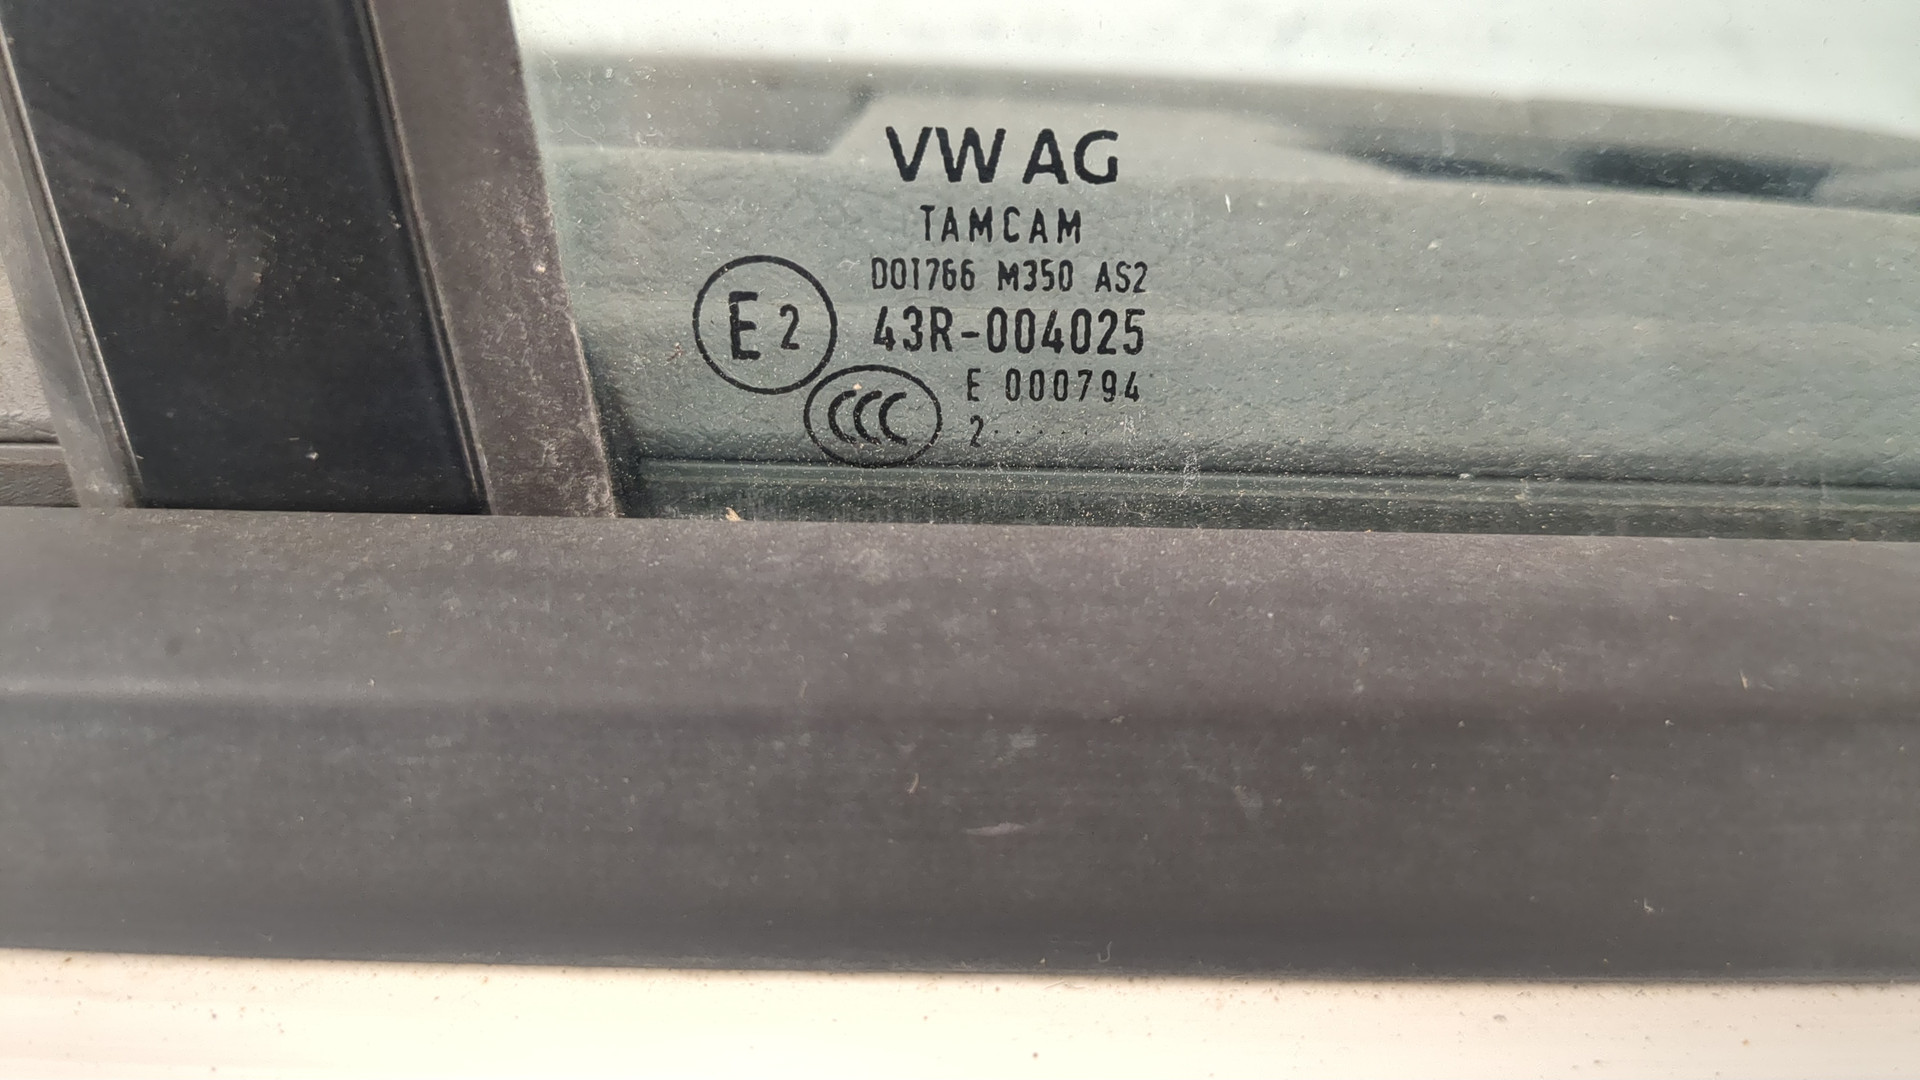 VW AG
TAMCAM
DOT766 M350 AS2
E2 43R-004025
CCC E 000794
2·····